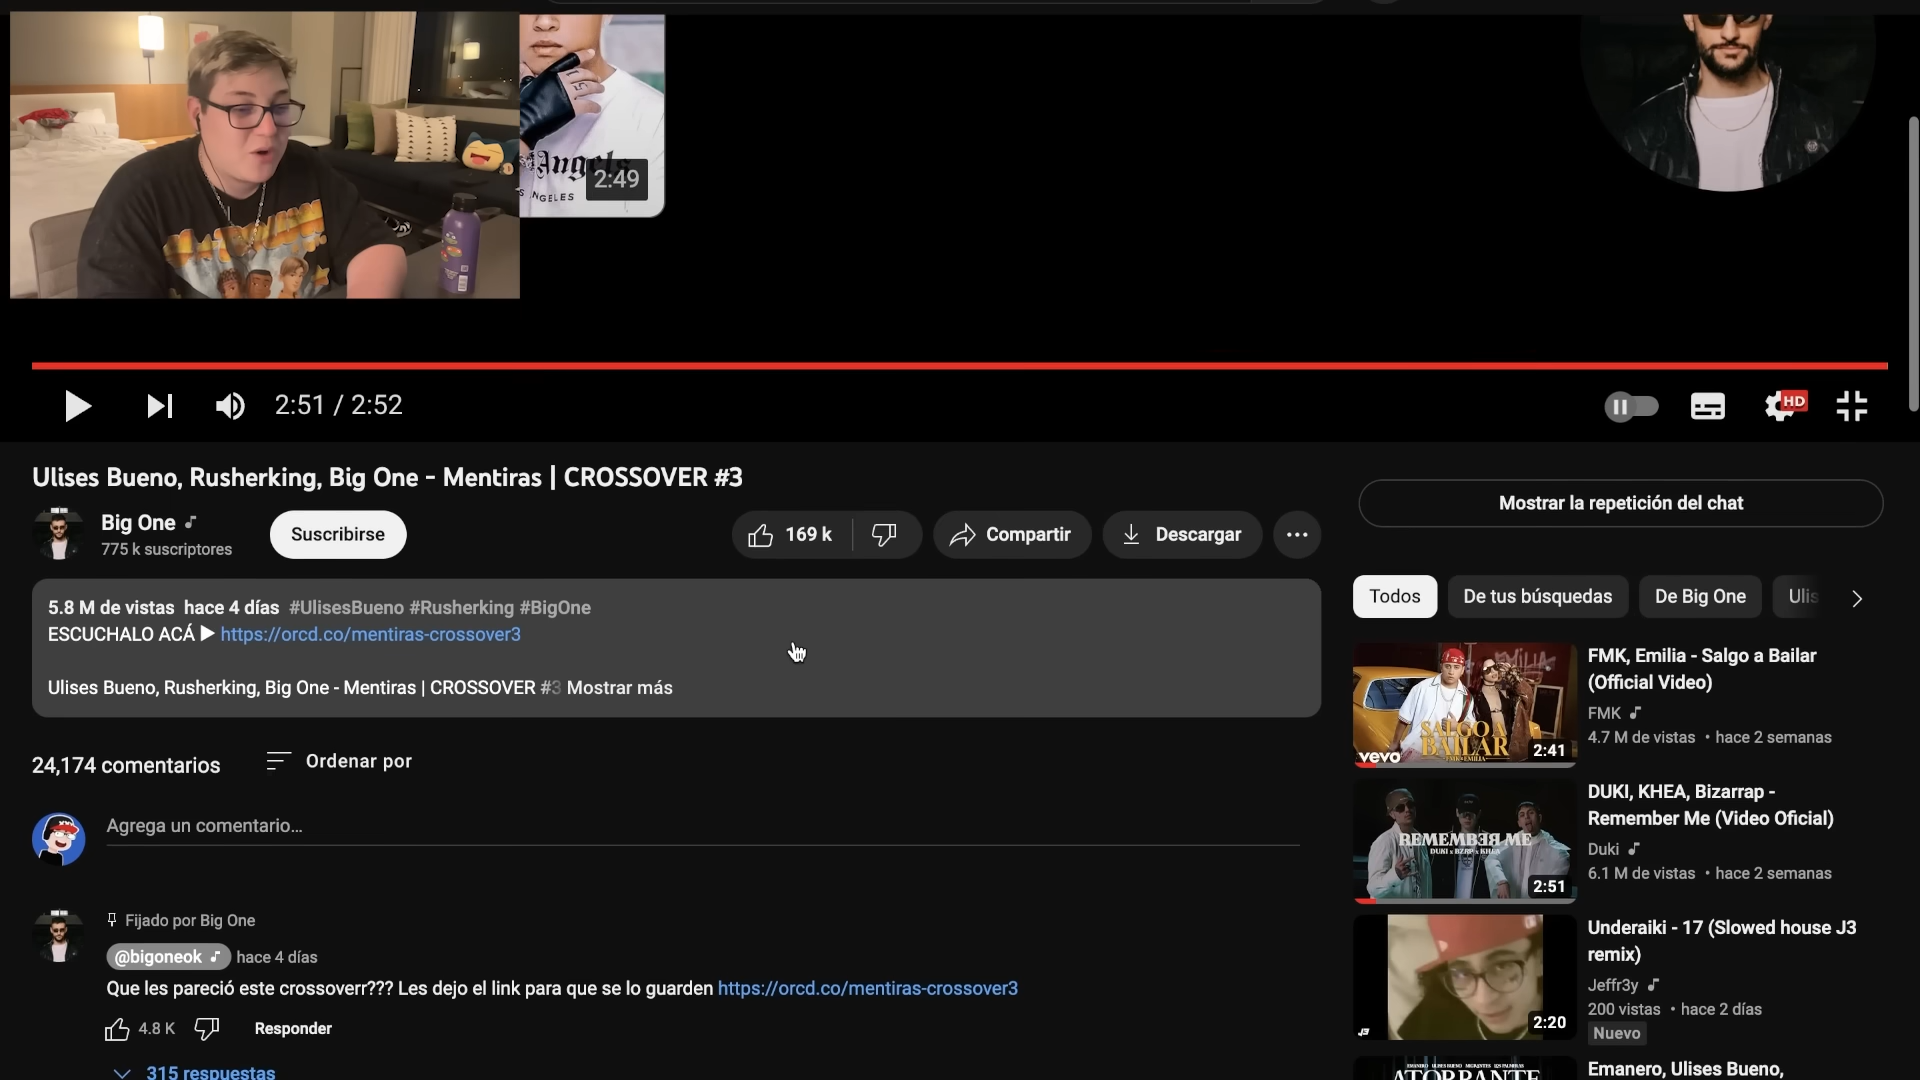 Angels
S ANGELES
2:49
2:51 / 2:52
HD
Ulises Bueno, Rusherking, Big One - Mentiras | CROSSOVER #3
Big One
775 k suscriptores
Suscribirse
169 k
Compartir
Descargar
Mostrar la repetición del chat
5.8 M de vistas hace 4 días #UlisesBueno #Rusherking #BigOne
ESCUCHALO ACÁ ▶ https://orcd.co/mentiras-crossover3
Ulises Bueno, Rusherking, Big One - Mentiras | CROSSOVER #3 Mostrar más
24,174 comentarios
Ordenar por
Agrega un comentario...
Fijado por Big One
@bigoneok hace 4 días
Que les pareció este crossoverr??? Les dejo el link para que se lo guarden https://orcd.co/mentiras-crossover3
4.8 K
Responder
315 respuestas
Todos
De tus búsquedas
De Big One
Ulis
SALGO A
BAILAR
FMK & EMILIA
vevo
2:41
FMK, Emilia - Salgo a Bailar
(Official Video)
FMK
4.7 M de vistas • hace 2 semanas
REMEMBER ME
DUKI x BZRP x KHEA
2:51
DUKI, KHEA, Bizarrap -
Remember Me (Video Oficial)
Duki
6.1 M de vistas • hace 2 semanas
J3
2:20
Underaiki - 17 (Slowed house J3
remix)
Jeffr3y
200 vistas • hace 2 días
Nuevo
ATORRANTE
Emanero, Ulises Bueno,